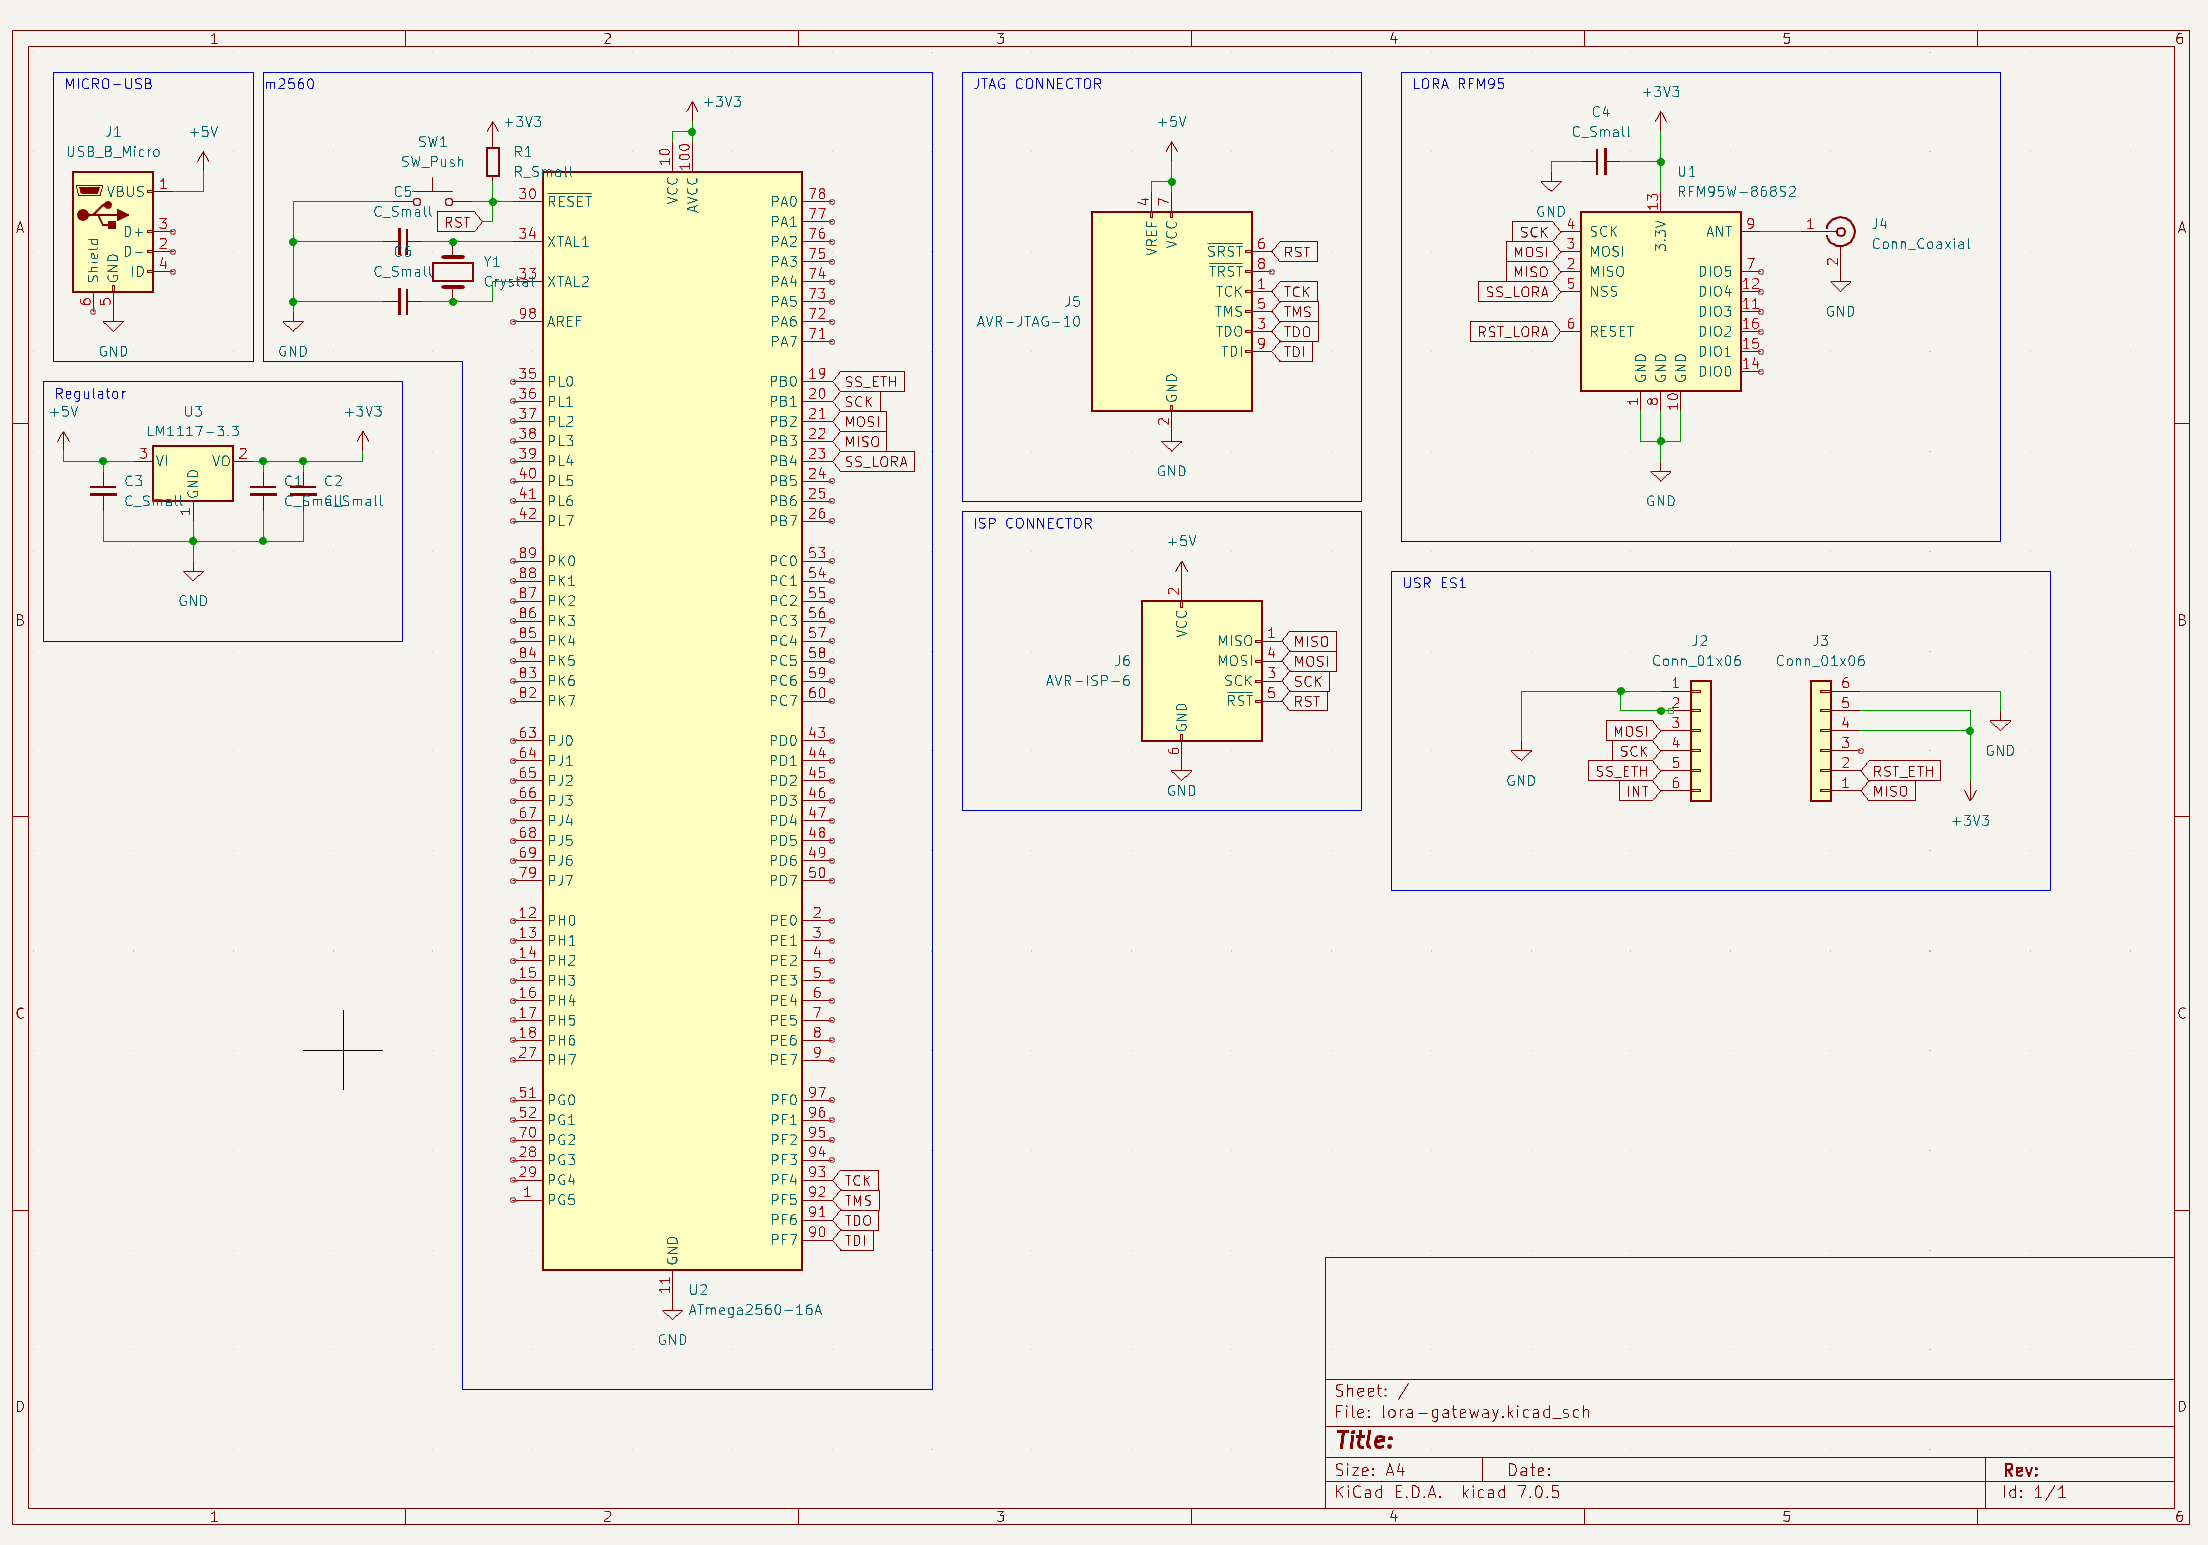 1 2 3 4 5 6
A A
B B
C C
D D
1 2 3 4 5 6
MICRO-USB
J1
USB_B_Micro
+5V
VBUS 1
D+ 3
D- 2
ID 4
Shield
GND
6 5
GND
m2560
+3V3
+3V3
SW1
SW_Push
R1
R_Small
C5
C_Small
RST
C6
C_Small
Y1
Crystal
GND
10 100
VCC AVCC
30 RESET
34 XTAL1
33 XTAL2
98 AREF
35 PL0
36 PL1
37 PL2
38 PL3
39 PL4
40 PL5
41 PL6
42 PL7
89 PK0
88 PK1
87 PK2
86 PK3
85 PK4
84 PK5
83 PK6
82 PK7
63 PJ0
64 PJ1
65 PJ2
66 PJ3
67 PJ4
68 PJ5
69 PJ6
79 PJ7
12 PH0
13 PH1
14 PH2
15 PH3
16 PH4
17 PH5
18 PH6
27 PH7
51 PG0
52 PG1
70 PG2
28 PG3
29 PG4
1 PG5
PA0 78
PA1 77
PA2 76
PA3 75
PA4 74
PA5 73
PA6 72
PA7 71
PB0 19 SS_ETH
PB1 20 SCK
PB2 21 MOSI
PB3 22 MISO
PB4 23 SS_LORA
PB5 24
PB6 25
PB7 26
PC0 53
PC1 54
PC2 55
PC3 56
PC4 57
PC5 58
PC6 59
PC7 60
PD0 43
PD1 44
PD2 45
PD3 46
PD4 47
PD5 48
PD6 49
PD7 50
PE0 2
PE1 3
PE2 4
PE3 5
PE4 6
PE5 7
PE6 8
PE7 9
PF0 97
PF1 96
PF2 95
PF3 94
PF4 93 TCK
PF5 92 TMS
PF6 91 TDO
PF7 90 TDI
GND
11
U2
ATmega2560-16A
GND
Regulator
+5V
U3
LM1117-3.3
+3V3
3 VI VO 2
GND
1
C3
C_Small
C1
C_Small
C2
C_Small
GND
JTAG CONNECTOR
+5V
4 7
VREF VCC
J5
AVR-JTAG-10
SRST 6 RST
TRST 8
TCK 1 TCK
TMS 5 TMS
TDO 3 TDO
TDI 9 TDI
GND
2
GND
ISP CONNECTOR
+5V
2
VCC
J6
AVR-ISP-6
MISO 1 MISO
MOSI 4 MOSI
SCK 3 SCK
RST 5 RST
GND
6
GND
LORA RFM95
+3V3
C4
C_Small
GND
U1
RFM95W-868S2
13
3.3V
SCK 4 SCK
MOSI 3 MOSI
MISO 2 MISO
SS_LORA 5 NSS
RST_LORA 6 RESET
ANT 9
DIO5 7
DIO4 12
DIO3 11
DIO2 16
DIO1 15
DIO0 14
GND GND GND
1 8 10
GND
1
J4
Conn_Coaxial
2
GND
USR ES1
J2
Conn_01x06
1
2
MOSI 3
SCK 4
SS_ETH 5
INT 6
GND
J3
Conn_01x06
6
5
4
3
2 RST_ETH
1 MISO
GND
+3V3
Sheet: /
File: lora-gateway.kicad_sch
Title:
Size: A4 Date: Rev:
KiCad E.D.A. kicad 7.0.5 Id: 1/1